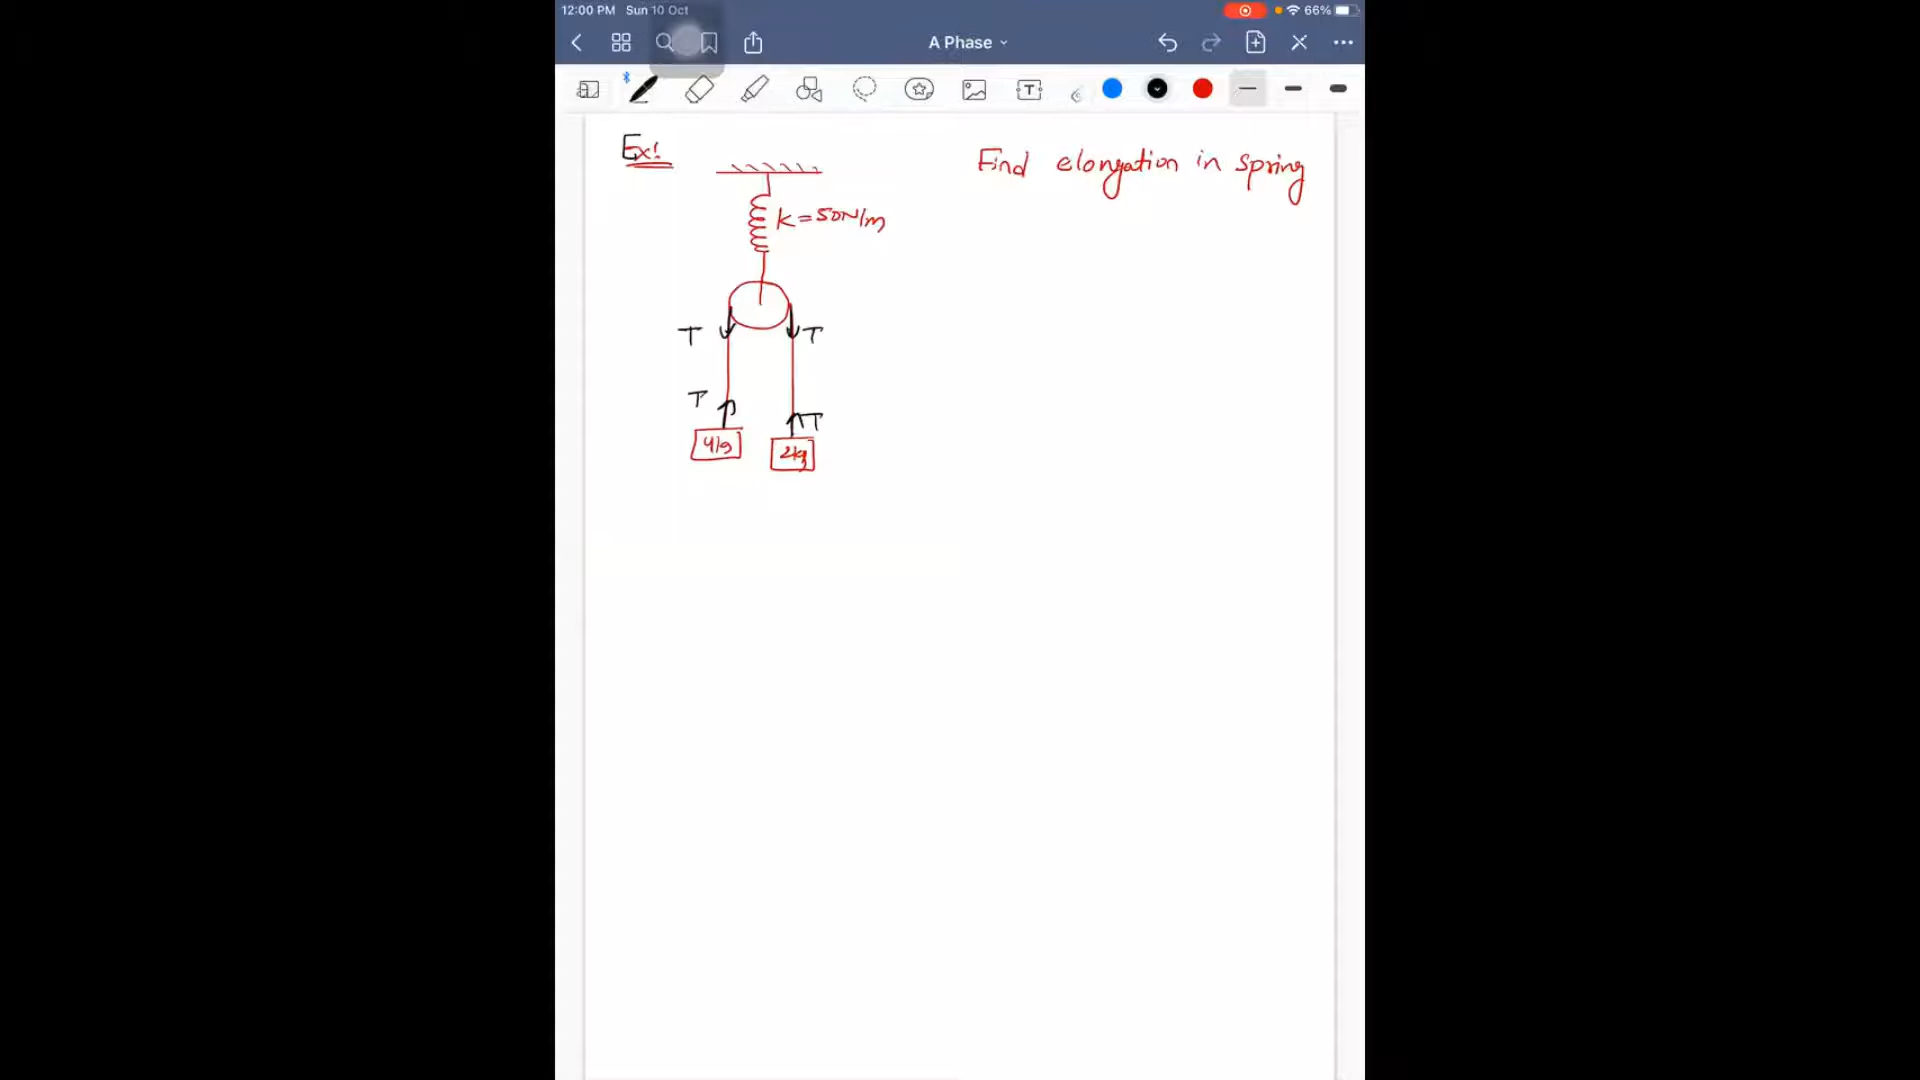 12:00 PM Sun 10 Oct
66%
A Phase
Ex!
Find elongation in spring
K=50N/m
T T
T T
4kg 2kg